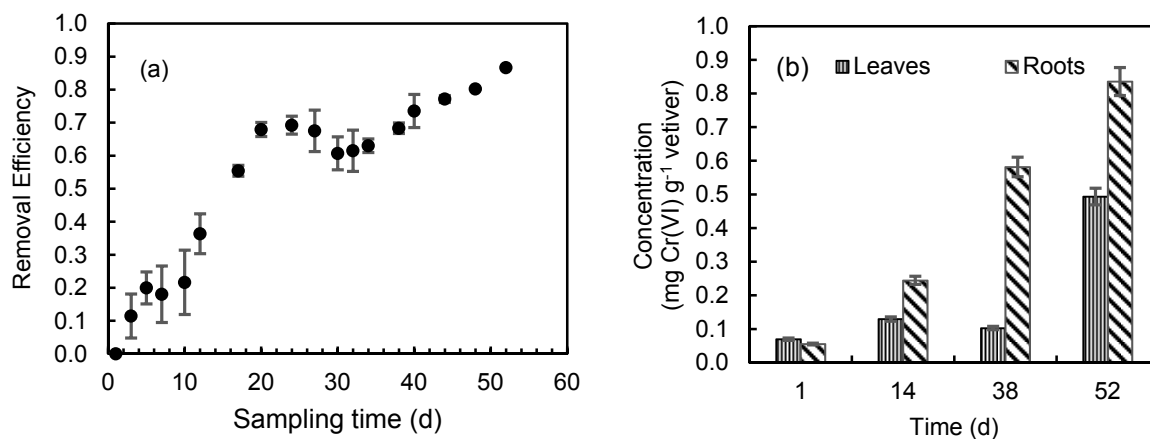 (a)
Removal Efficiency
1.0
0.9
0.8
0.7
0.6
0.5
0.4
0.3
0.2
0.1
0.0
0 10 20 30 40 50 60
Sampling time (d)
(b) Leaves Roots
Concentration
(mg Cr(VI) g⁻¹ vetiver)
1.0
0.9
0.8
0.7
0.6
0.5
0.4
0.3
0.2
0.1
0.0
1 14 38 52
Time (d)